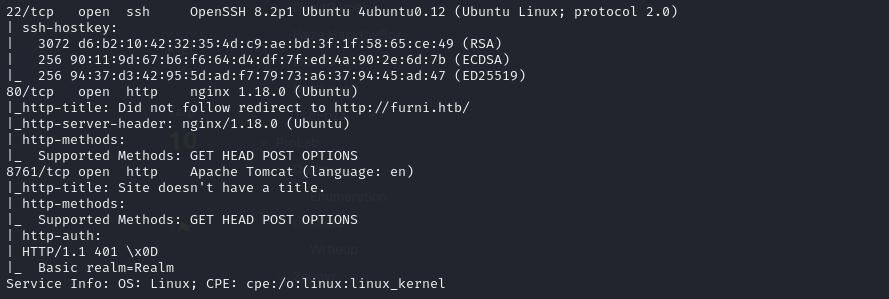 22/tcp   open  ssh     OpenSSH 8.2p1 Ubuntu 4ubuntu0.12 (Ubuntu Linux; protocol 2.0)
| ssh-hostkey:
|   3072 d6:b2:10:42:32:35:4d:c9:ae:bd:3f:1f:58:65:ce:49 (RSA)
|   256 90:11:9d:67:b6:f6:64:d4:df:7f:ed:4a:90:2e:6d:7b (ECDSA)
|_  256 94:37:d3:42:95:5d:ad:f7:79:73:a6:37:94:45:ad:47 (ED25519)
80/tcp   open  http    nginx 1.18.0 (Ubuntu)
|_http-title: Did not follow redirect to http://furni.htb/
|_http-server-header: nginx/1.18.0 (Ubuntu)
| http-methods:
|_  Supported Methods: GET HEAD POST OPTIONS
8761/tcp open  http    Apache Tomcat (language: en)
|_http-title: Site doesn't have a title.
| http-methods:
|_  Supported Methods: GET HEAD POST OPTIONS
| http-auth:
| HTTP/1.1 401 \x0D
|_  Basic realm=Realm
Service Info: OS: Linux; CPE: cpe:/o:linux:linux_kernel